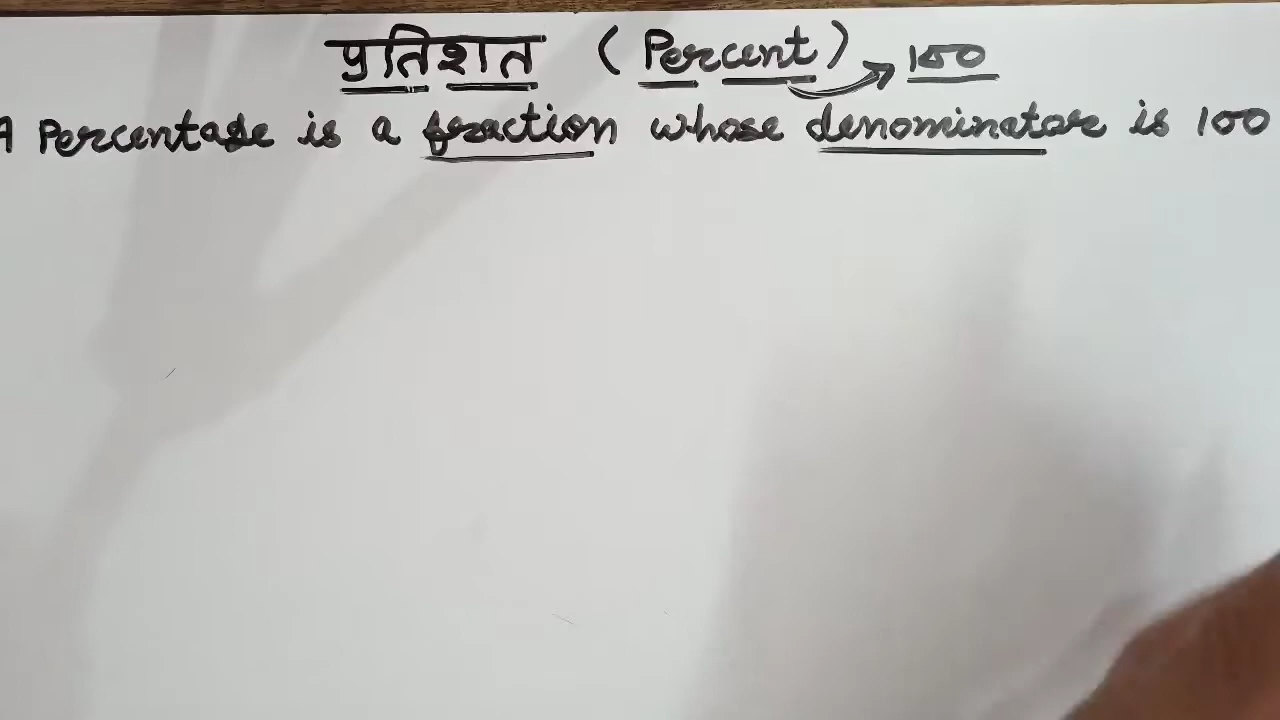 प्रतिशत (Percent) → 100
A Percentage is a fraction whose denominator is 100